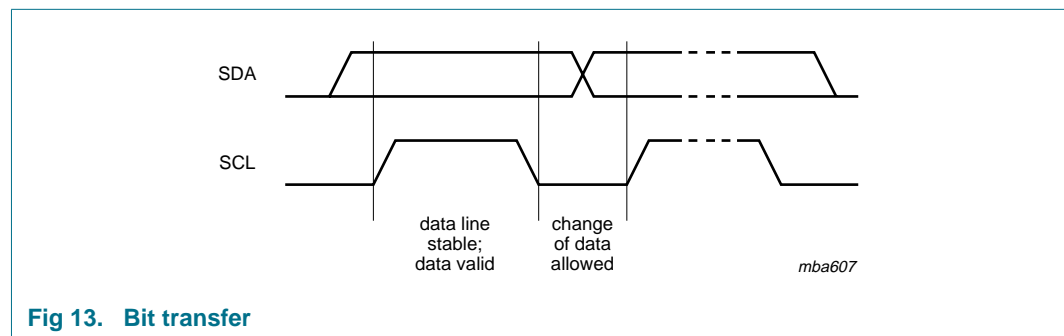 SDA
SCL
data line
stable;
data valid
change
of data
allowed
mba607
Fig 13. Bit transfer